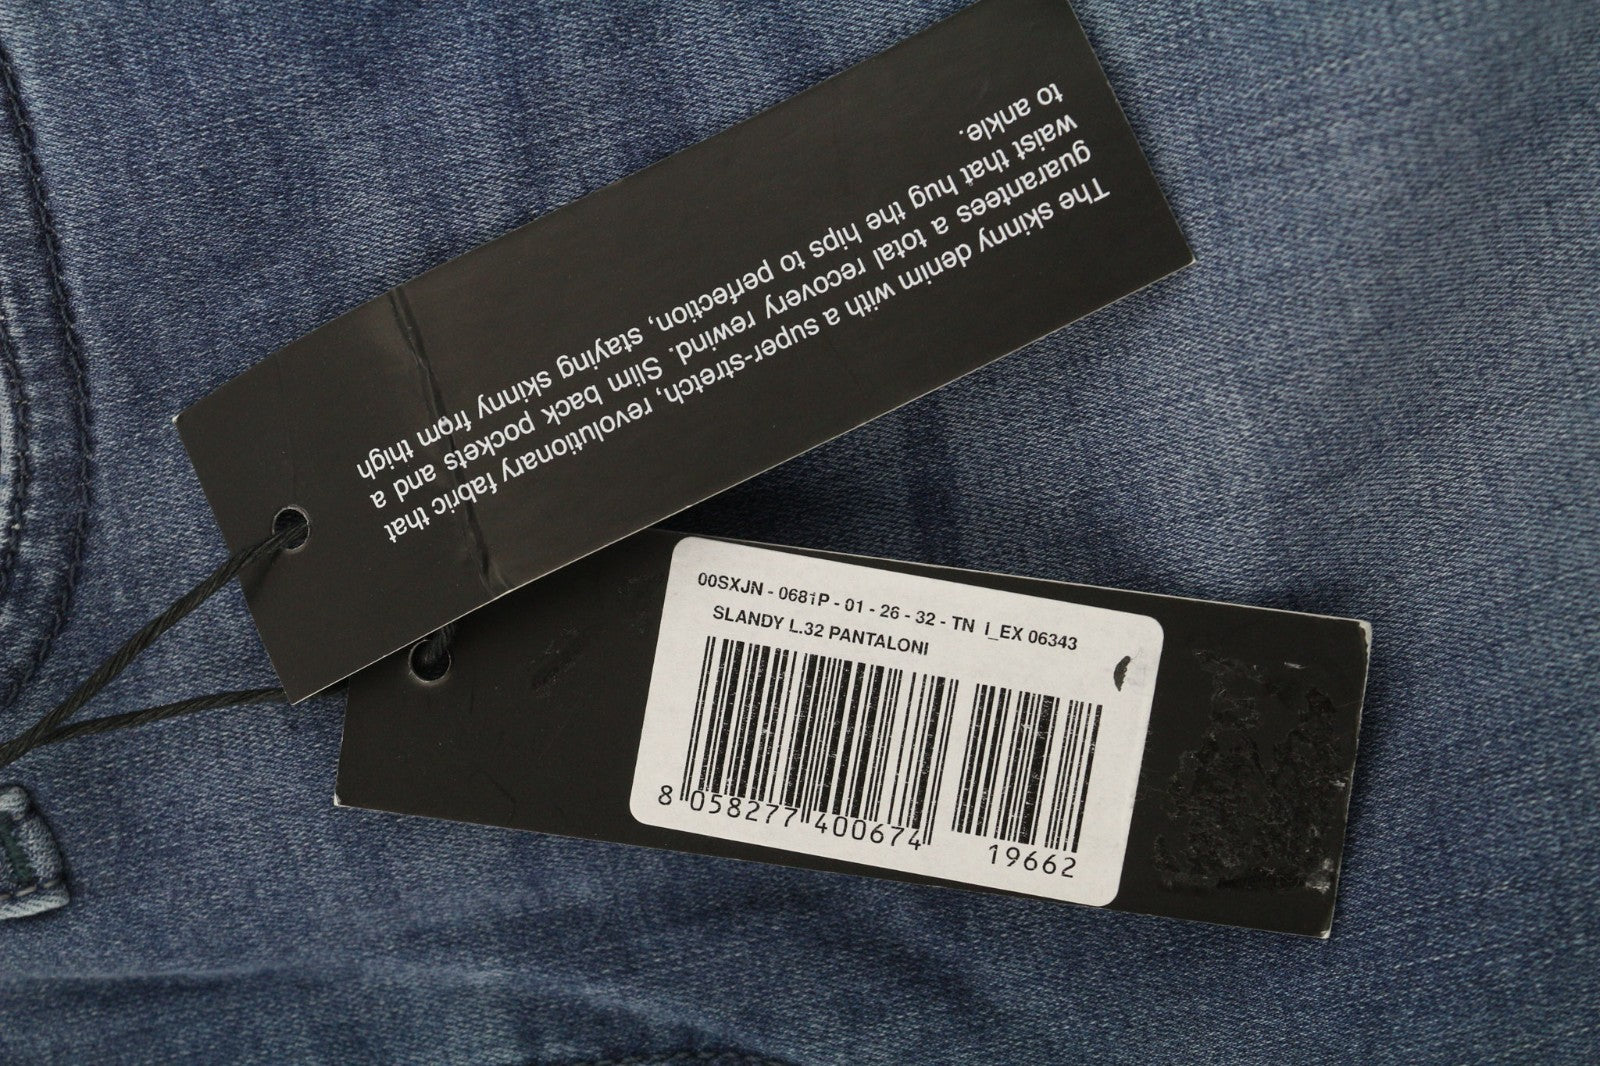 The skinny denim with a super-stretch, revolutionary fabric that
guarantees a total recovery rewind. Slim back pockets and a
waist that hug the hips to perfection, staying skinny from thigh
to ankle.
00SXJN - 0681P - 01 - 26 - 32 - TN I_EX 06343
SLANDY L.32 PANTALONI
8 058277 400674
19662